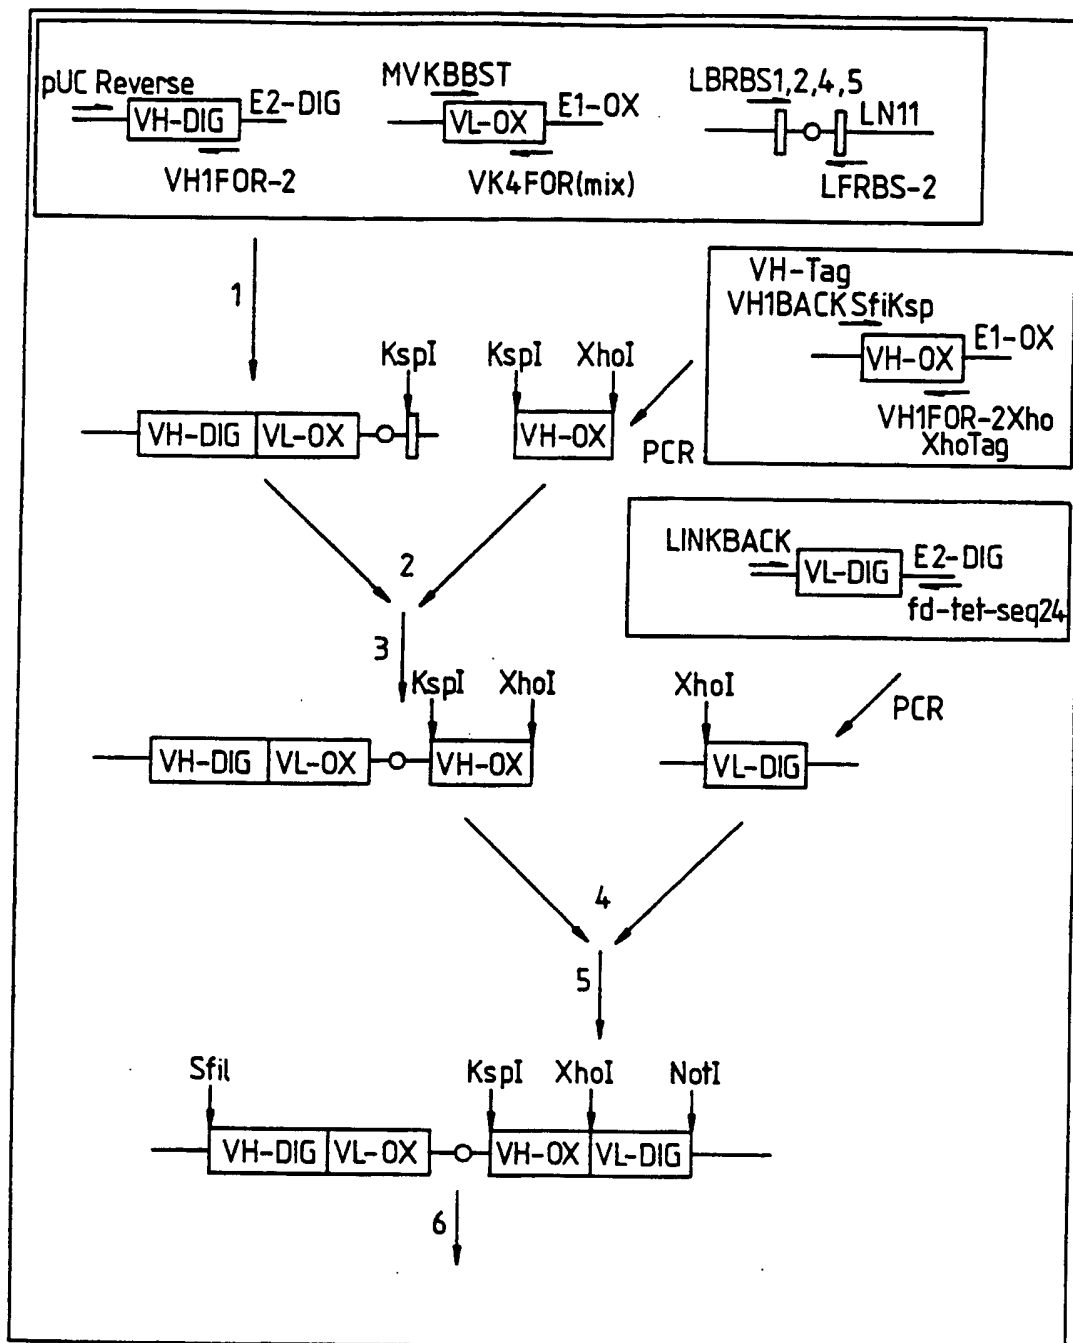 pUC Reverse
VH-DIG
E2-DIG
VH1FOR-2
MVKBBST
VL-OX
E1-OX
VK4FOR(mix)
LBRBS1,2,4,5
LN11
LFRBS-2
1
VH-Tag
VH1BACKSfiKsp
VH-OX
E1-OX
VH1FOR-2Xho
XhoTag
KspI
KspI
XhoI
VH-DIG
VL-OX
VH-OX
PCR
2
LINKBACK
VL-DIG
E2-DIG
fd-tet-seq24
3
KspI
XhoI
XhoI
PCR
VH-DIG
VL-OX
VH-OX
VL-DIG
4
5
SfiI
KspI
XhoI
NotI
VH-DIG
VL-OX
VH-OX
VL-DIG
6